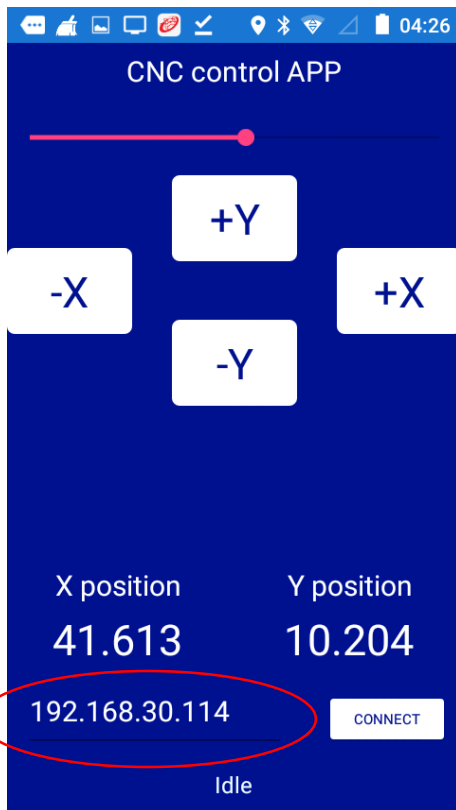 04:26
CNC control APP
+Y
-X +X
-Y
X position Y position
41.613 10.204
192.168.30.114 CONNECT
Idle